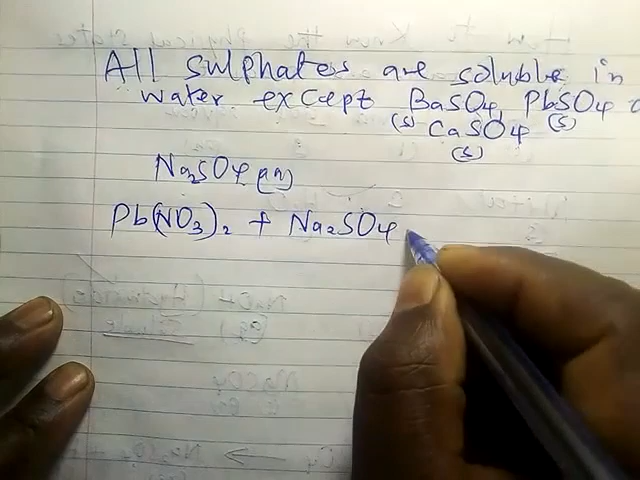 All sulphates are soluble in
water except BaSO4, PbSO4
(s) CaSO4 (s)
(s)
Na2SO4(aq)
Pb(NO3)2 + Na2SO4